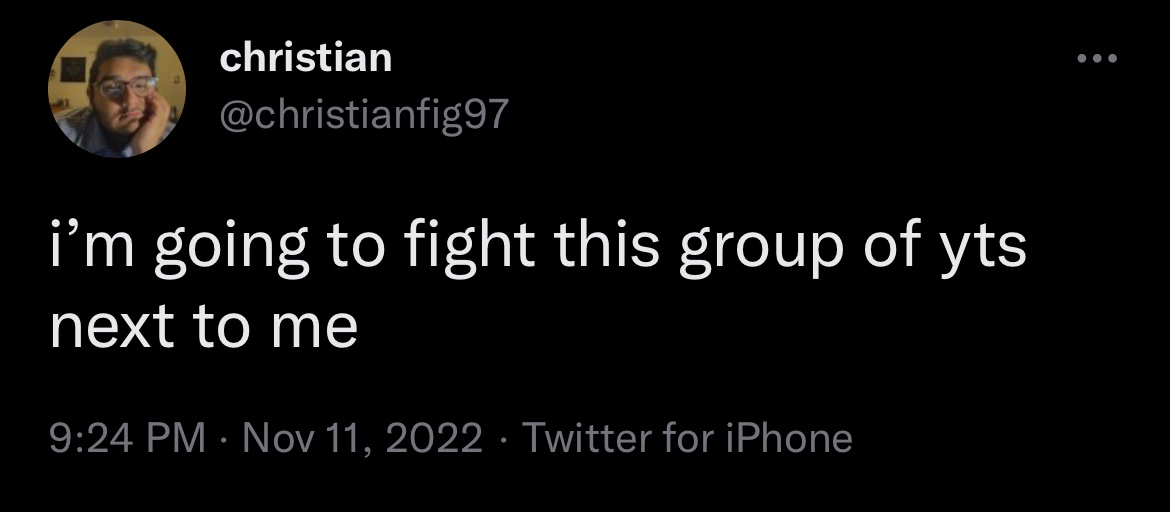 christian
@christianfig97
i’m going to fight this group of yts
next to me
9:24 PM · Nov 11, 2022 · Twitter for iPhone